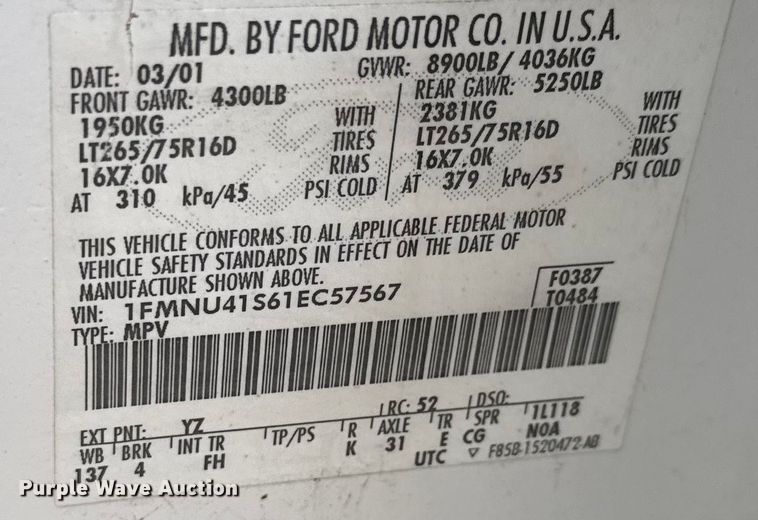 MFD. BY FORD MOTOR CO. IN U.S.A.
DATE: 03/01 GVWR: 8900LB/ 4036KG
FRONT GAWR: 4300LB REAR GAWR: 5250LB
1950KG WITH 2381KG WITH
LT265/75R16D TIRES LT265/75R16D TIRES
16X7.0K RIMS 16X7.0K RIMS
AT 310 kPa/45 PSI COLD AT 379 kPa/55 PSI COLD
THIS VEHICLE CONFORMS TO ALL APPLICABLE FEDERAL MOTOR
VEHICLE SAFETY STANDARDS IN EFFECT ON THE DATE OF
MANUFACTURE SHOWN ABOVE.
VIN: 1FMNU41S61EC57567 F0387
TYPE: MPV T0484
EXT PNT: YZ RC: 52 DSO:
WB BRK INT TR TP/PS R AXLE TR SPR 1L118
137 4 FH K 31 E CG N0A
UTC ▽ F85B-1520472-AB
Purple Wave Auction